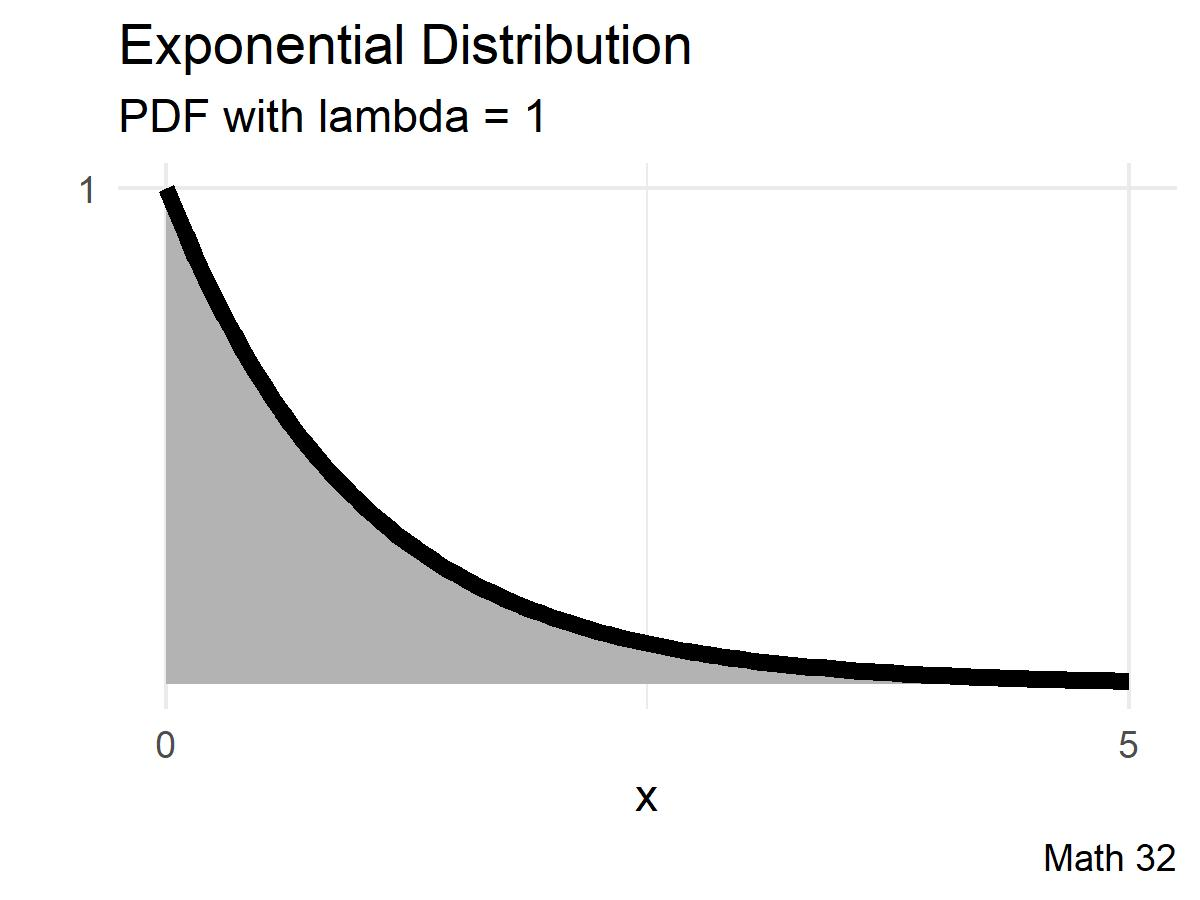 Exponential Distribution
PDF with lambda = 1
1
0
5
x
Math 32